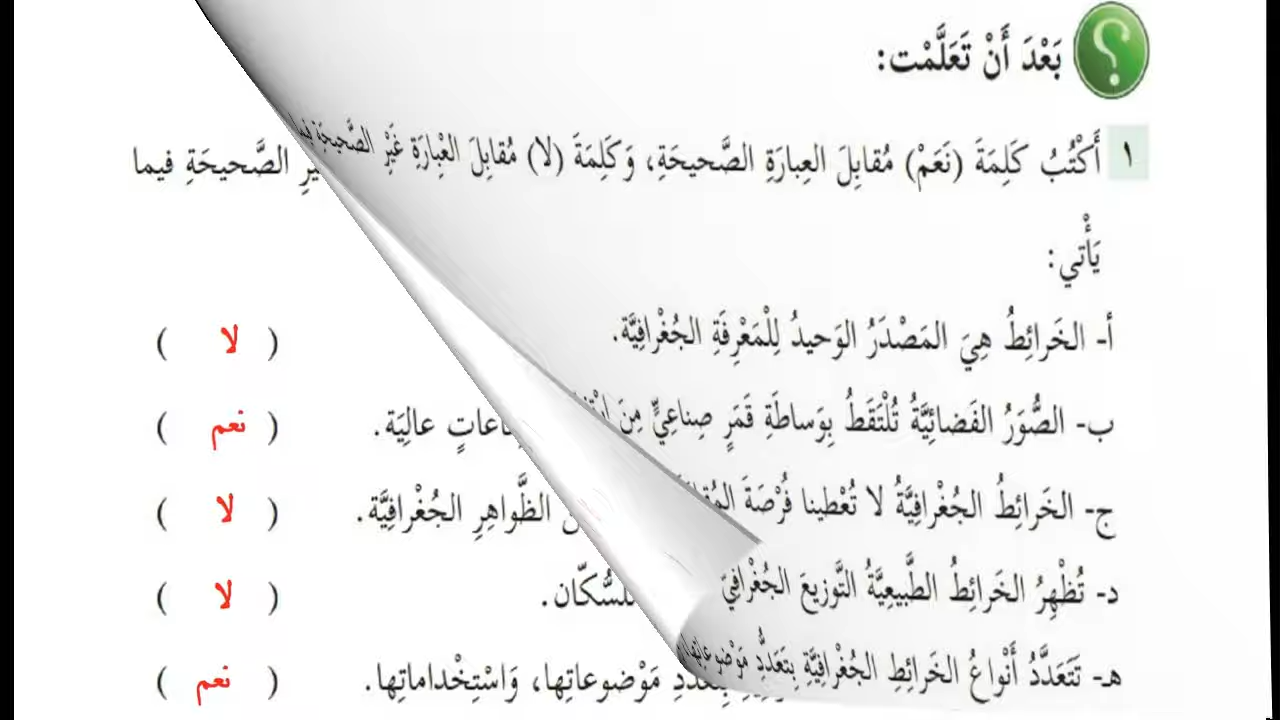 بَعْدَ أَنْ تَعَلَّمْت:
١ أَكْتُبُ كَلِمَةَ (نَعَمْ) مُقابِلَ العِبارَةِ الصَّحيحَةِ، وَكَلِمَةَ (لا) مُقابِلَ العْبارَةِ غَيْرِ الصَّحيحَةِ فيما
يَأْتي:
أ- الخَرائِطُ هِيَ المَصْدَرُ الوَحيدُ لِلْمَعْرِفَةِ الجُغْرافِيَّة. ( لا )
ب- الصُّوَرُ الفَضائِيَّةُ تُلْتَقَطُ بِوَساطَةِ قَمَرٍ صِناعِيٍّ مِنَ عالِيَة. ( نعم )
ج- الخَرائِطُ الجُغْرافِيَّةُ لا تُعْطينا فُرْصَةَ الظَّواهِرِ الجُغْرافِيَّة. ( لا )
د- تُظْهِرُ الخَرائِطُ الطَّبيعِيَّةُ التَّوزيعَ الجُغْرافِيَّ للسُّكّان. ( لا )
هـ- تَتَعَدَّدُ أَنْواعُ الخَرائِطِ الجُغْرافِيَّةِ بِتَعَدُّدِ مَوْضوعاتِها، وَاسْتِخْداماتِها. ( نعم )